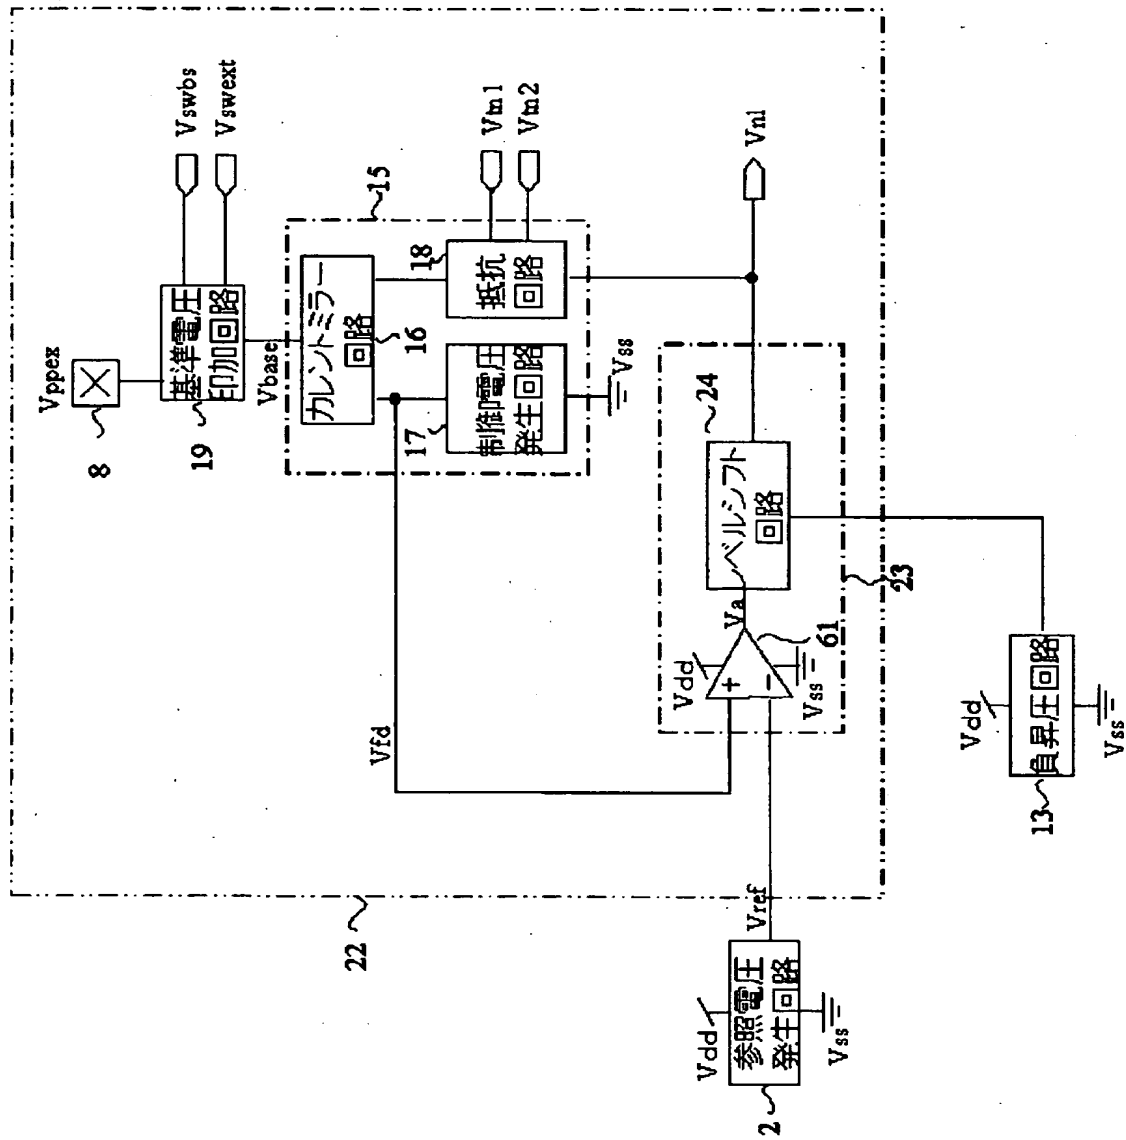 Vppex
8
基準電圧
印加回路
19
Vswbs
Vswext
Vbase
カレントミラー
回路
16
15
制御電圧
発生回路
17
Vss
抵抗
回路
18
Vtn1
Vtn2
Vfd
22
参照電圧
発生回路
2
Vdd
Vss
Vref
Vdd
Vss
61
Va
レベルシフト
回路
24
23
Vnl
負昇圧回路
13
Vdd
Vss